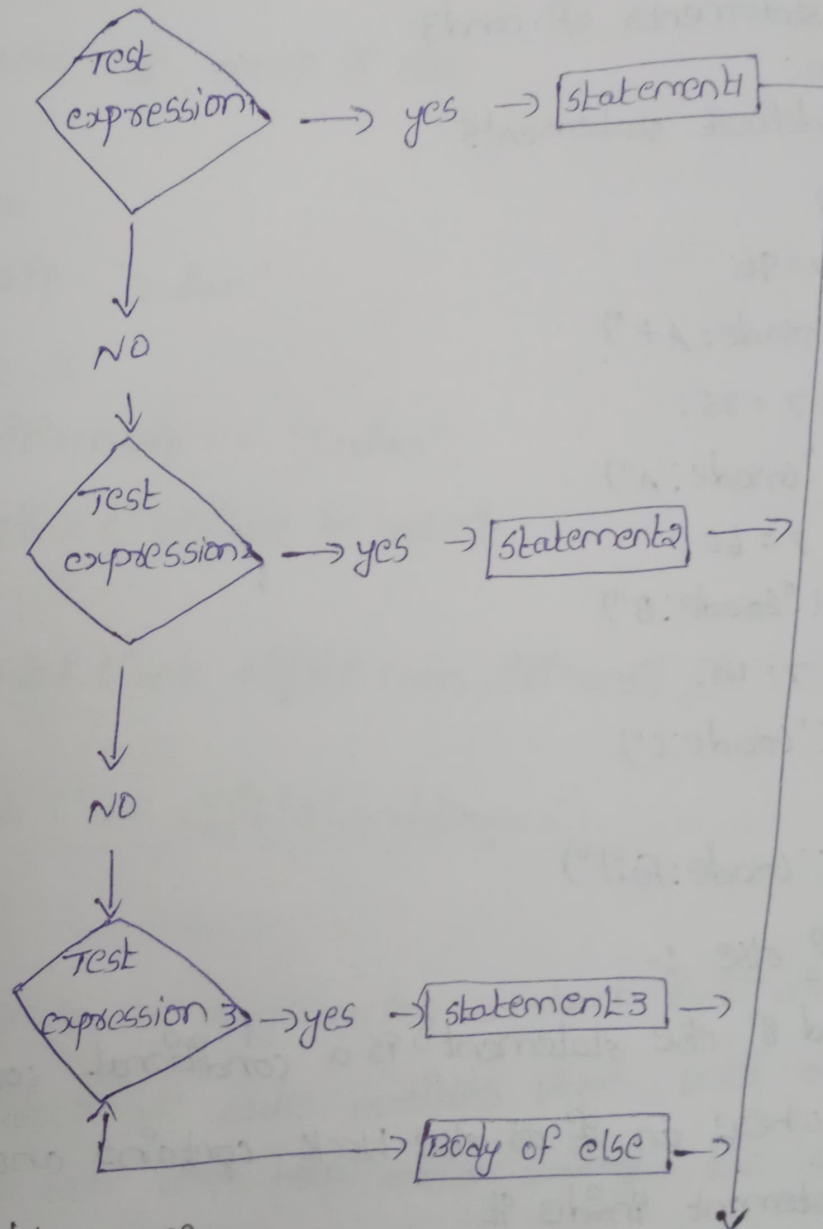 Test
expression1 yes statement1
NO
Test
expression2 yes statement2
NO
Test
expression 3 yes statement3
Body of else